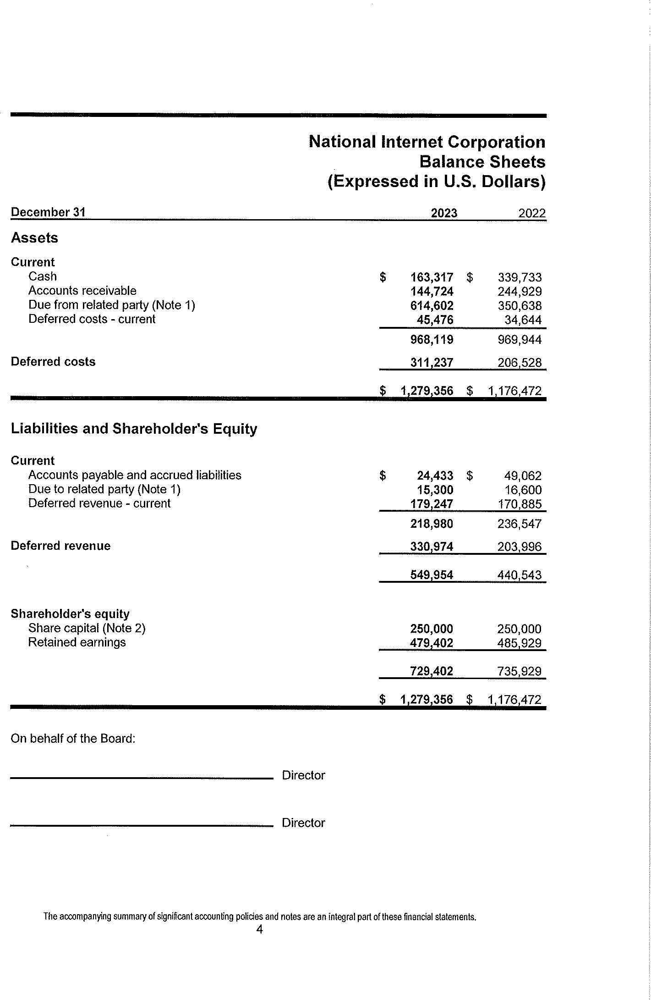 National Internet Corporation
Balance Sheets
(Expressed in U.S. Dollars)
December 31 2023 2022
Assets
Current
Cash $ 163,317 $ 339,733
Accounts receivable 144,724 244,929
Due from related party (Note 1) 614,602 350,638
Deferred costs - current 45,476 34,644
968,119 969,944
Deferred costs 311,237 206,528
$ 1,279,356 $ 1,176,472
Liabilities and Shareholder's Equity
Current
Accounts payable and accrued liabilities $ 24,433 $ 49,062
Due to related party (Note 1) 15,300 16,600
Deferred revenue - current 179,247 170,885
218,980 236,547
Deferred revenue 330,974 203,996
549,954 440,543
Shareholder's equity
Share capital (Note 2) 250,000 250,000
Retained earnings 479,402 485,929
729,402 735,929
$ 1,279,356 $ 1,176,472
On behalf of the Board:
Director
Director
The accompanying summary of significant accounting policies and notes are an integral part of these financial statements.
4